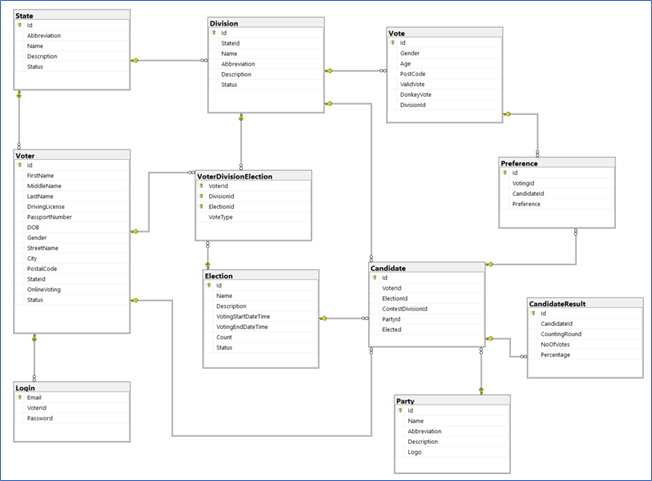 State
Id
Abbreviation
Name
Description
Status
Division
Id
StateId
Name
Abbreviation
Description
Status
Vote
Id
Gender
Age
PostCode
ValidVote
DonkeyVote
DivisionId
Voter
Id
FirstName
MiddleName
LastName
DrivingLicense
PassportNumber
DOB
Gender
StreetName
City
PostalCode
StateId
OnlineVoting
Status
VoterDivisionElection
VoterId
DivisionId
ElectionId
VoteType
Preference
Id
VotingId
CandidateId
Preference
Election
Id
Name
Description
VotingStartDateTime
VotingEndDateTime
Count
Status
Candidate
Id
VoterId
ElectionId
ContestDivisionId
PartyId
Elected
CandidateResult
Id
CandidateId
CountingRound
NoOfVotes
Percentage
Login
Email
VoterId
Password
Party
Id
Name
Abbreviation
Description
Logo